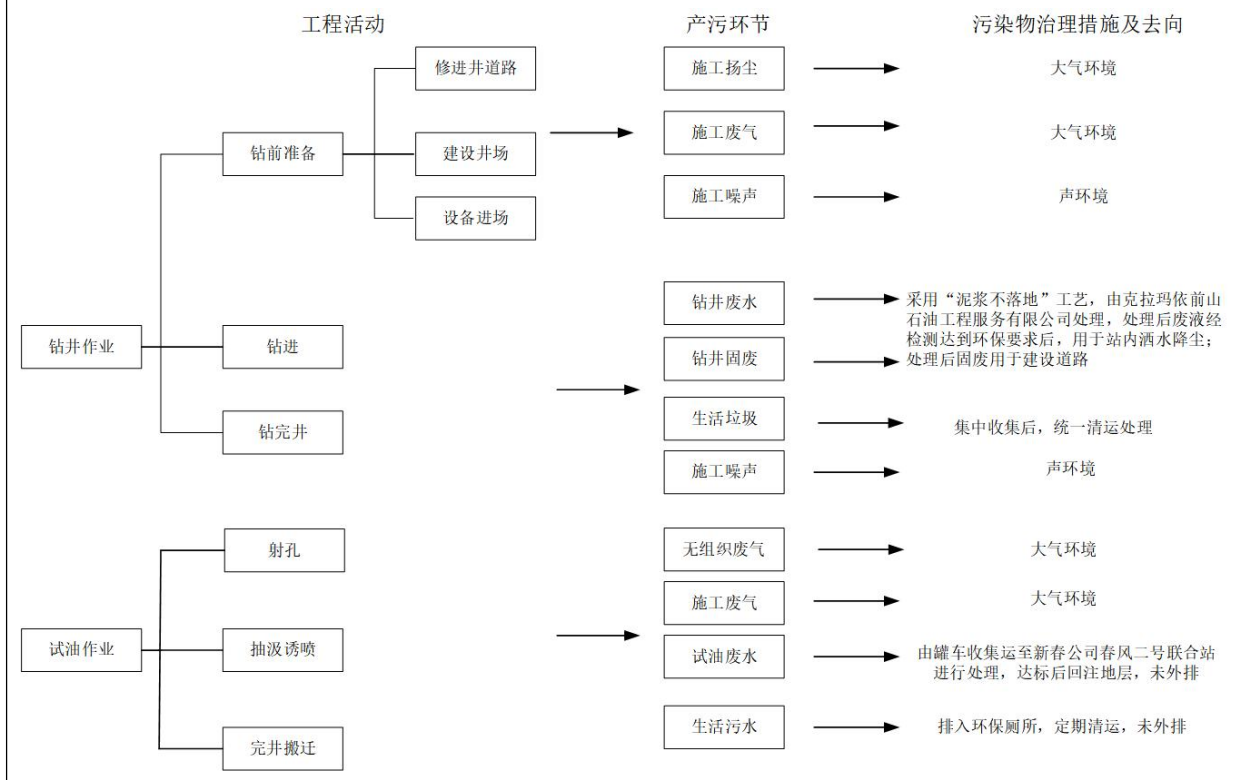 工程活动
产污环节
污染物治理措施及去向
修进井道路
施工扬尘
大气环境
钻前准备
建设井场
施工废气
大气环境
设备进场
施工噪声
声环境
钻井作业
钻进
钻完井
钻井废水
采用“泥浆不落地”工艺，由克拉玛依前山
石油工程服务有限公司处理，处理后废液经
检测达到环保要求后，用于站内洒水降尘；
处理后固废用于建设道路
钻井固废
生活垃圾
集中收集后，统一清运处理
施工噪声
声环境
试油作业
射孔
抽汲诱喷
完井搬迁
无组织废气
大气环境
施工废气
大气环境
试油废水
由罐车收集运至新春公司春风二号联合站
进行处理，达标后回注地层，未外排
生活污水
排入环保厕所，定期清运，未外排